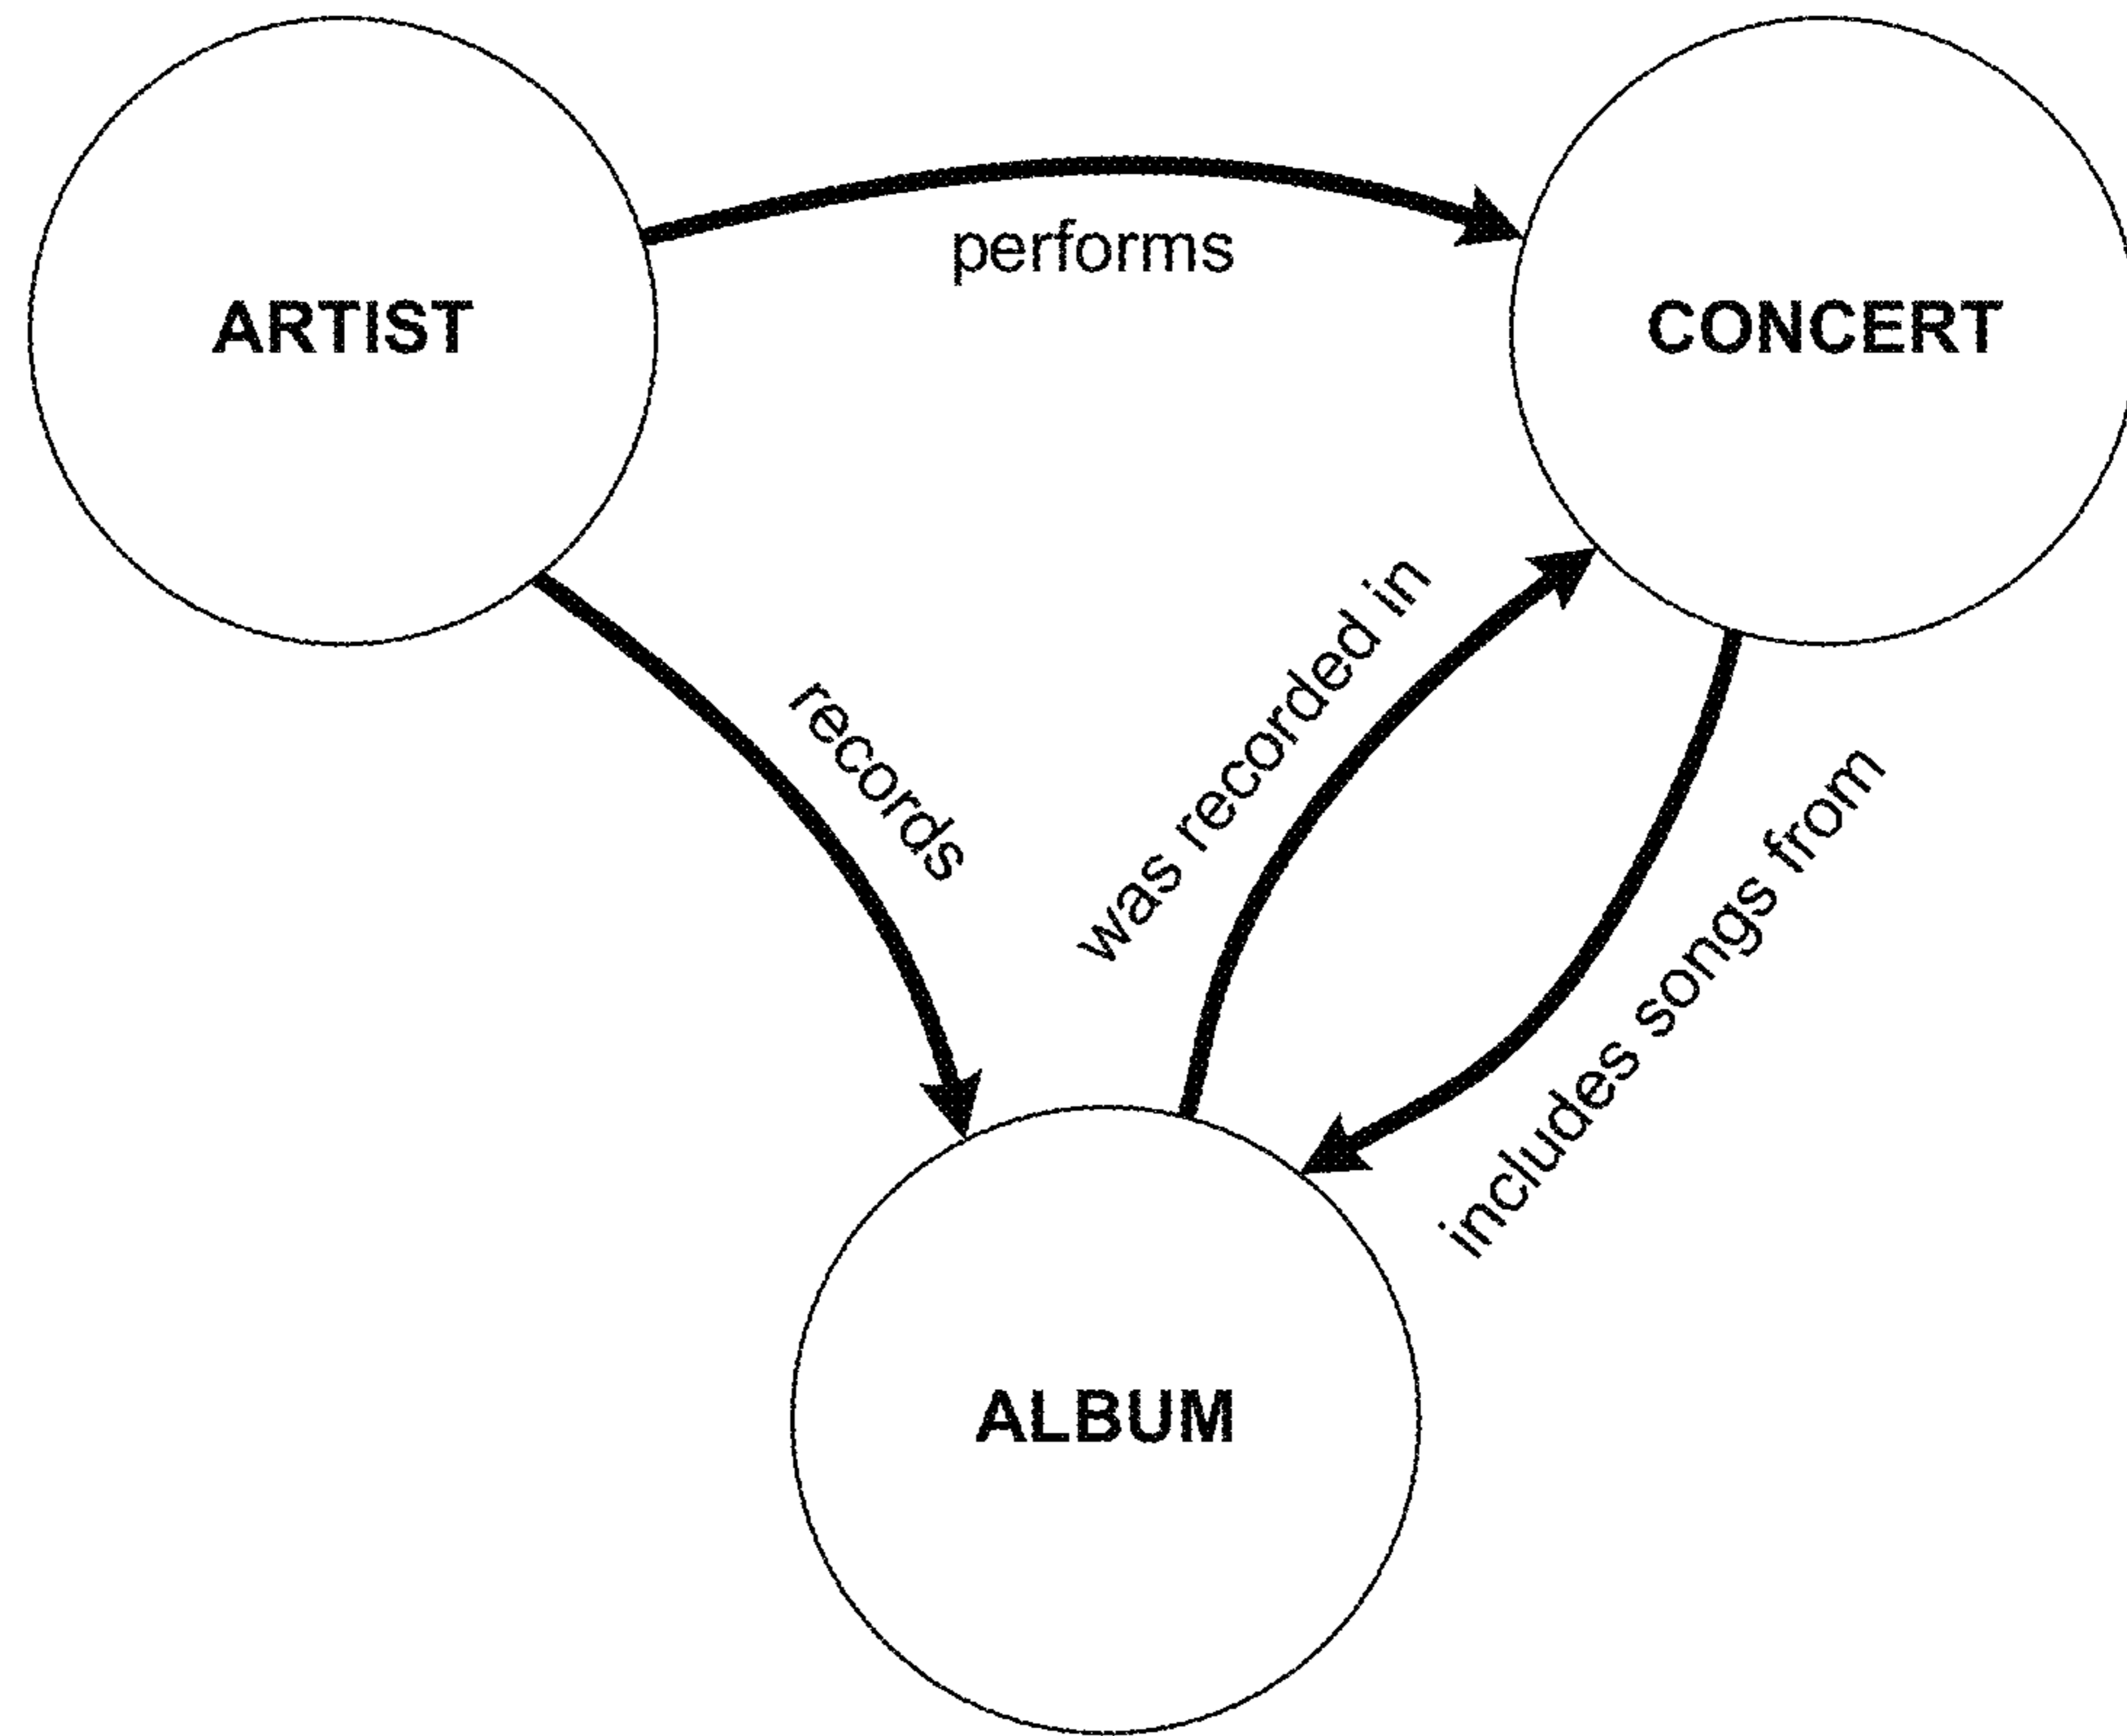 ARTIST
performs
CONCERT
records
was recorded in
includes songs from
ALBUM